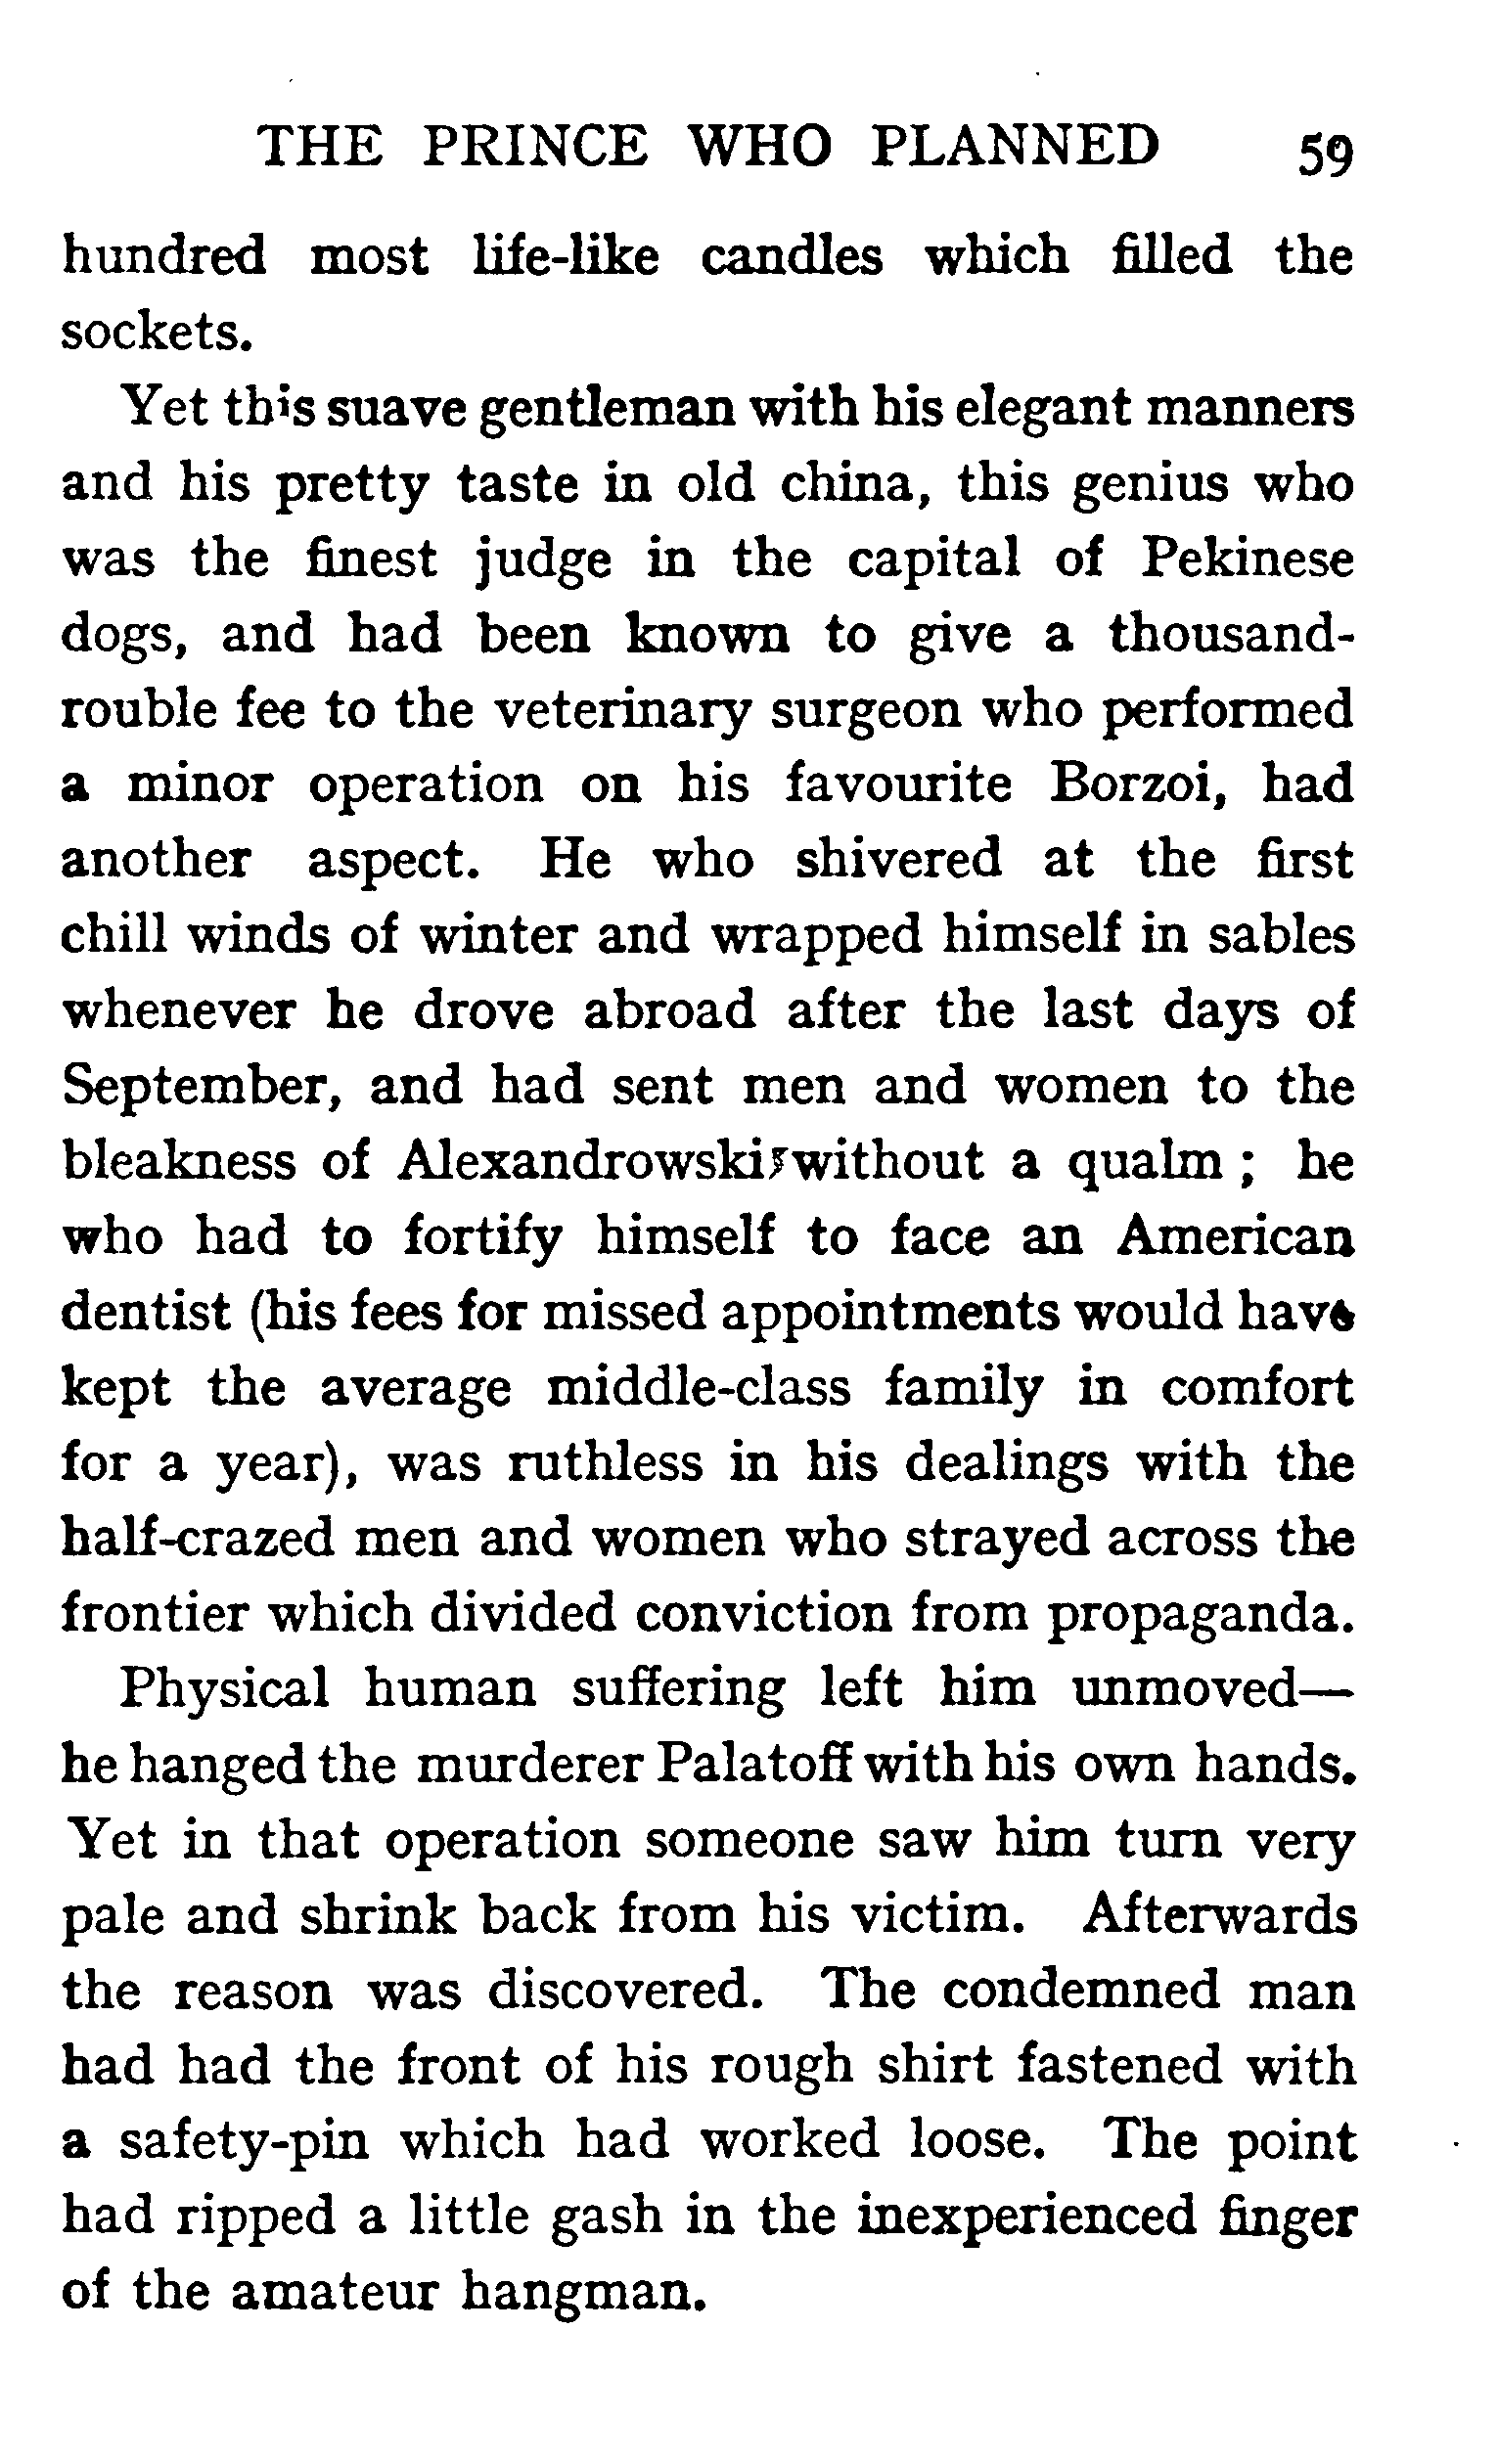 THE PRINCE WHO PLANNED 59
hundred most life-like candles which filled the
sockets.
Yet this suave gentleman with his elegant manners
and his pretty taste in old china, this genius who
was the finest judge in the capital of Pekinese
dogs, and had been known to give a thousand-
rouble fee to the veterinary surgeon who performed
a minor operation on his favourite Borzoi, had
another aspect. He who shivered at the first
chill winds of winter and wrapped himself in sables
whenever he drove abroad after the last days of
September, and had sent men and women to the
bleakness of Alexandrowski without a qualm ; he
who had to fortify himself to face an American
dentist (his fees for missed appointments would have
kept the average middle-class family in comfort
for a year), was ruthless in his dealings with the
half-crazed men and women who strayed across the
frontier which divided conviction from propaganda.
Physical human suffering left him unmoved—
he hanged the murderer Palatoff with his own hands.
Yet in that operation someone saw him turn very
pale and shrink back from his victim. Afterwards
the reason was discovered. The condemned man
had had the front of his rough shirt fastened with
a safety-pin which had worked loose. The point
had ripped a little gash in the inexperienced finger
of the amateur hangman.